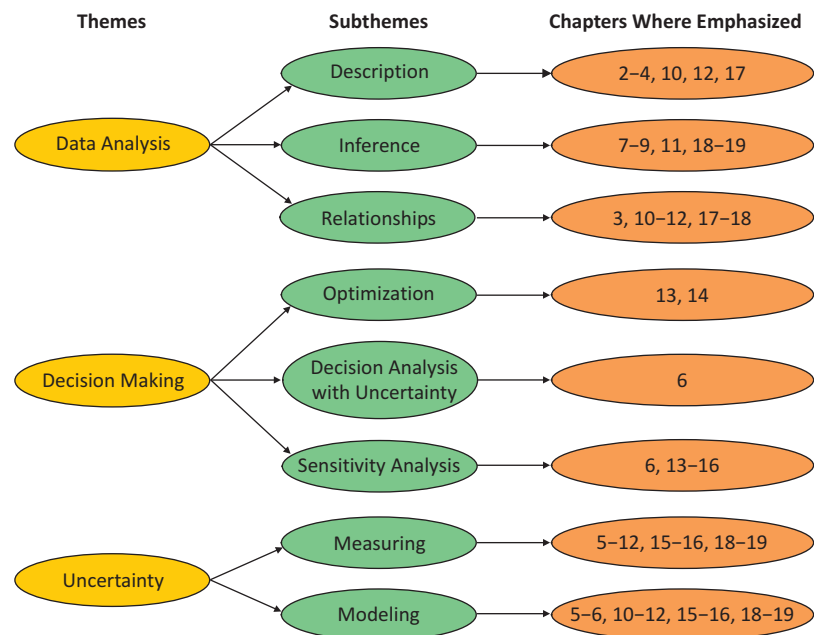 Themes Subthemes Chapters Where Emphasized
Description 2−4, 10, 12, 17
Data Analysis Inference 7−9, 11, 18−19
Relationships 3, 10−12, 17−18
Optimization 13, 14
Decision Making Decision Analysis 6
with Uncertainty
Sensitivity Analysis 6, 13−16
Measuring 5−12, 15−16, 18−19
Uncertainty
Modeling 5−6, 10−12, 15−16, 18−19